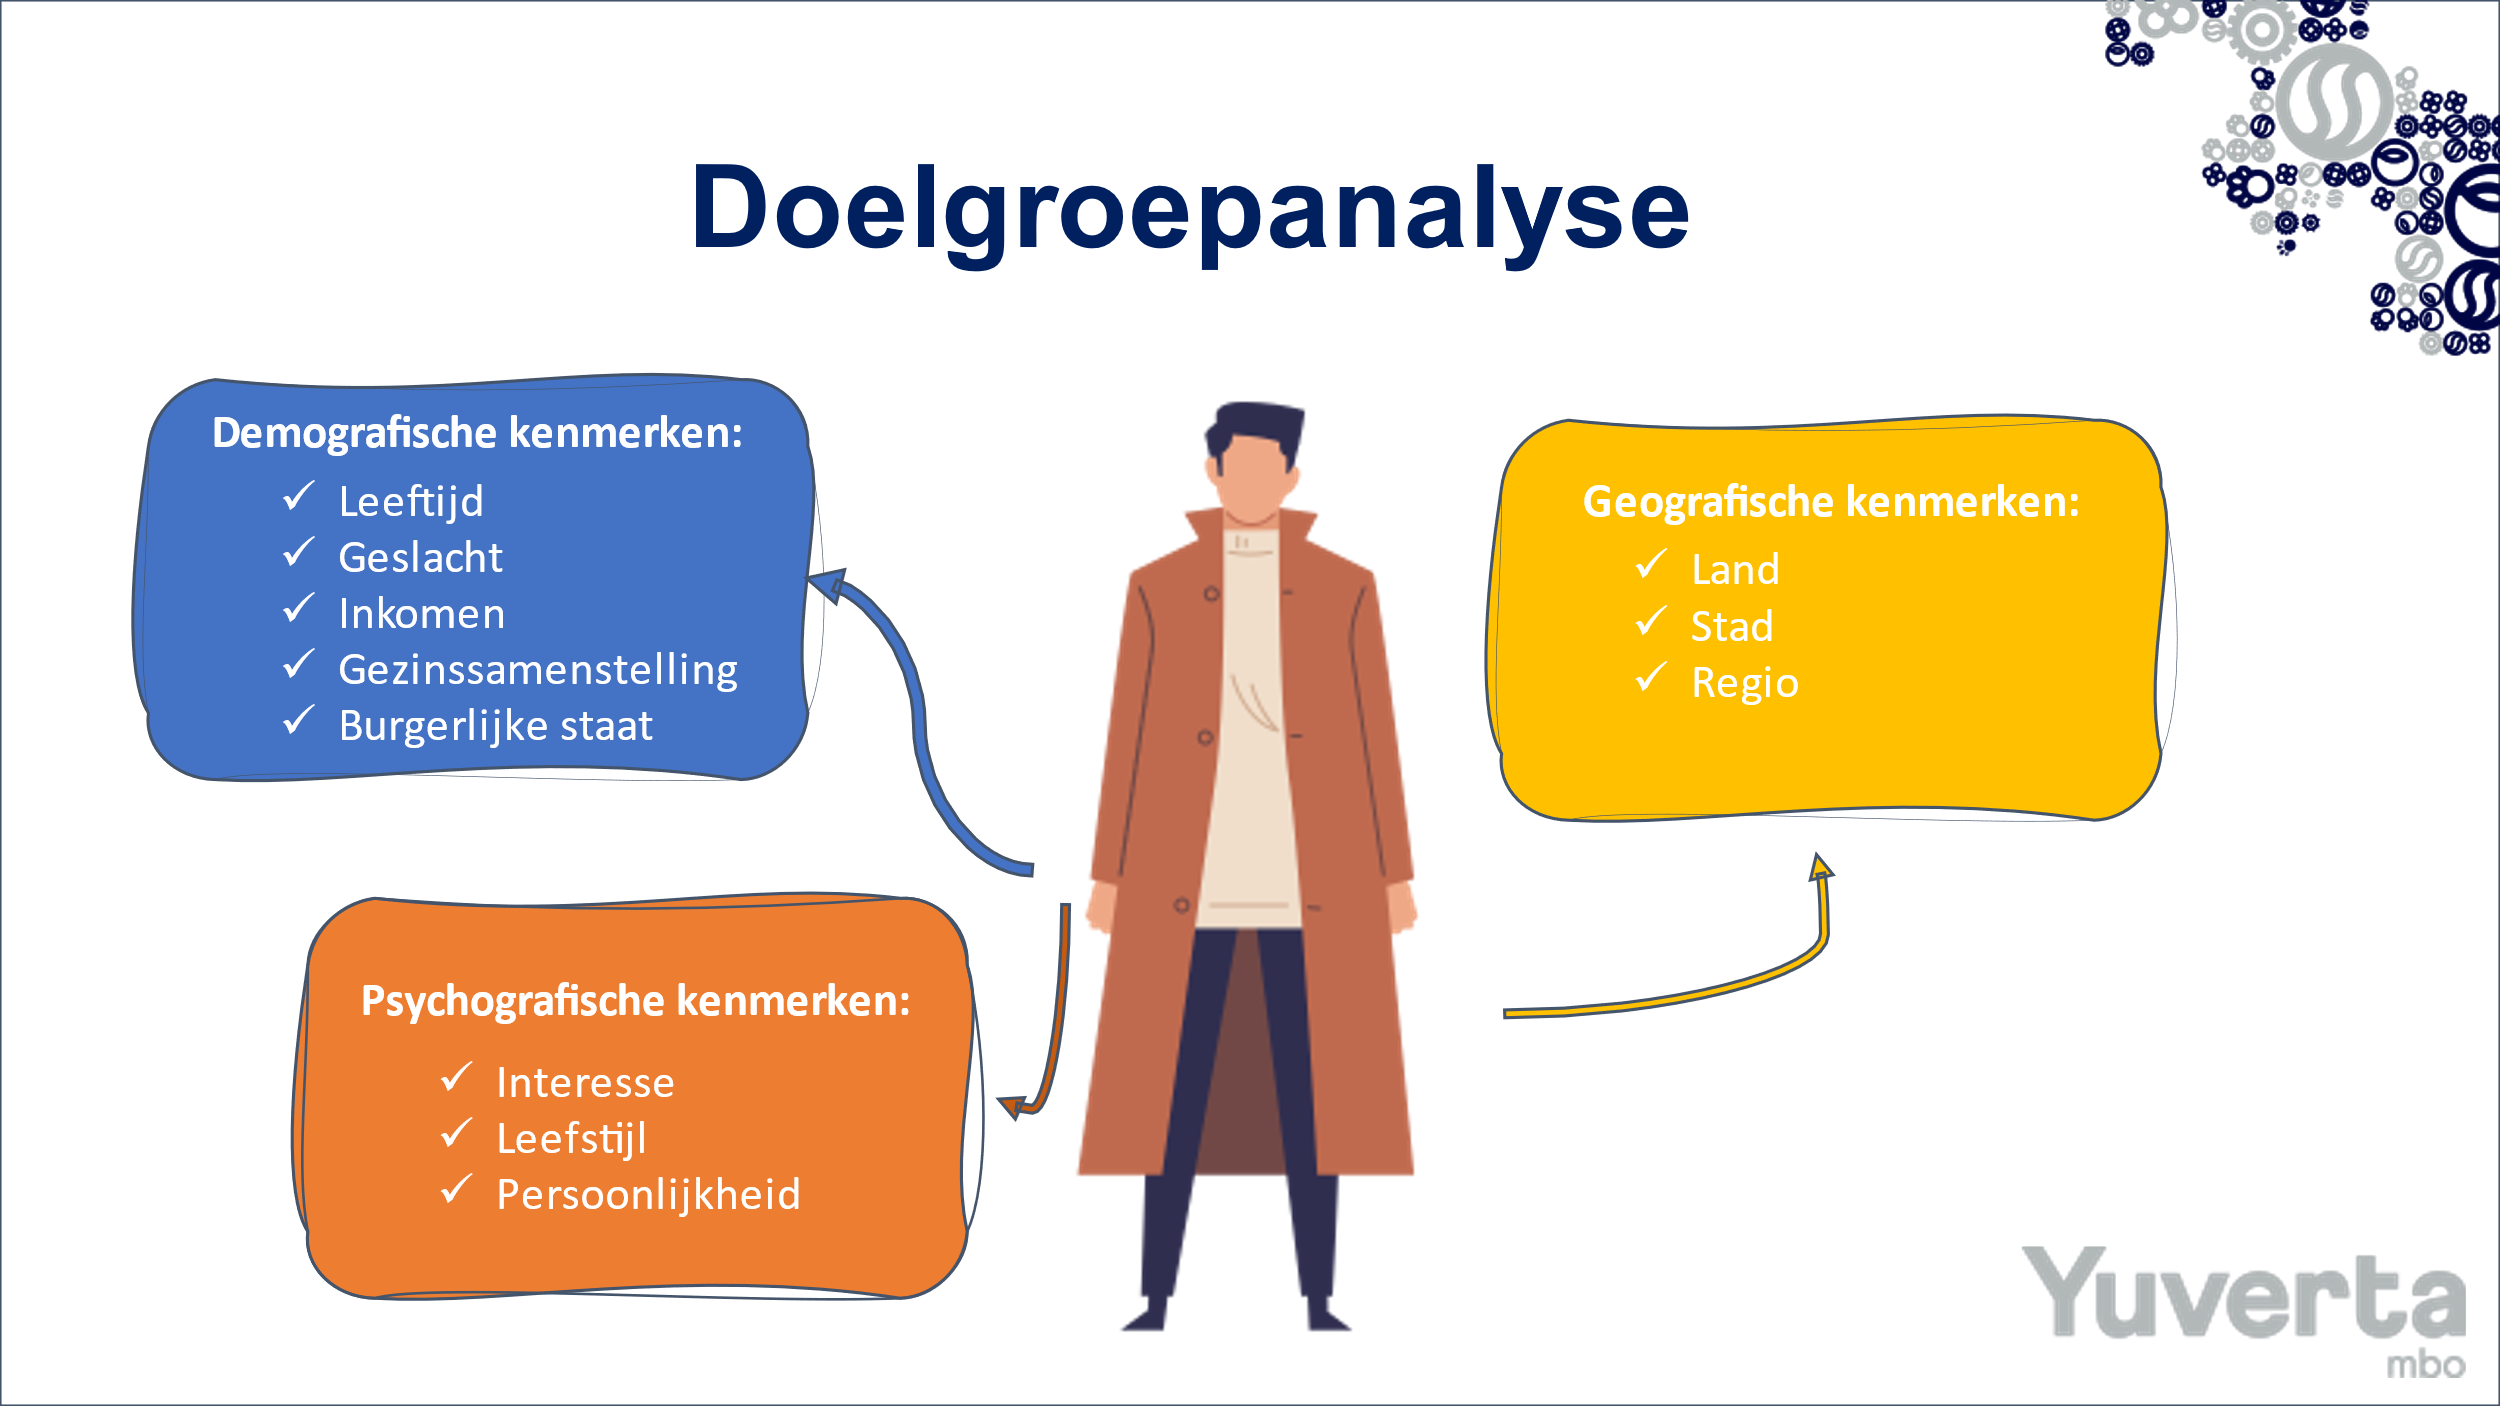 Doelgroepanalyse
Demografische kenmerken:
✓ Leeftijd
✓ Geslacht
✓ Inkomen
✓ Gezinssamenstelling
✓ Burgerlijke staat
Geografische kenmerken:
✓ Land
✓ Stad
✓ Regio
Psychografische kenmerken:
✓ Interesse
✓ Leefstijl
✓ Persoonlijkheid
Yuverta
mbo